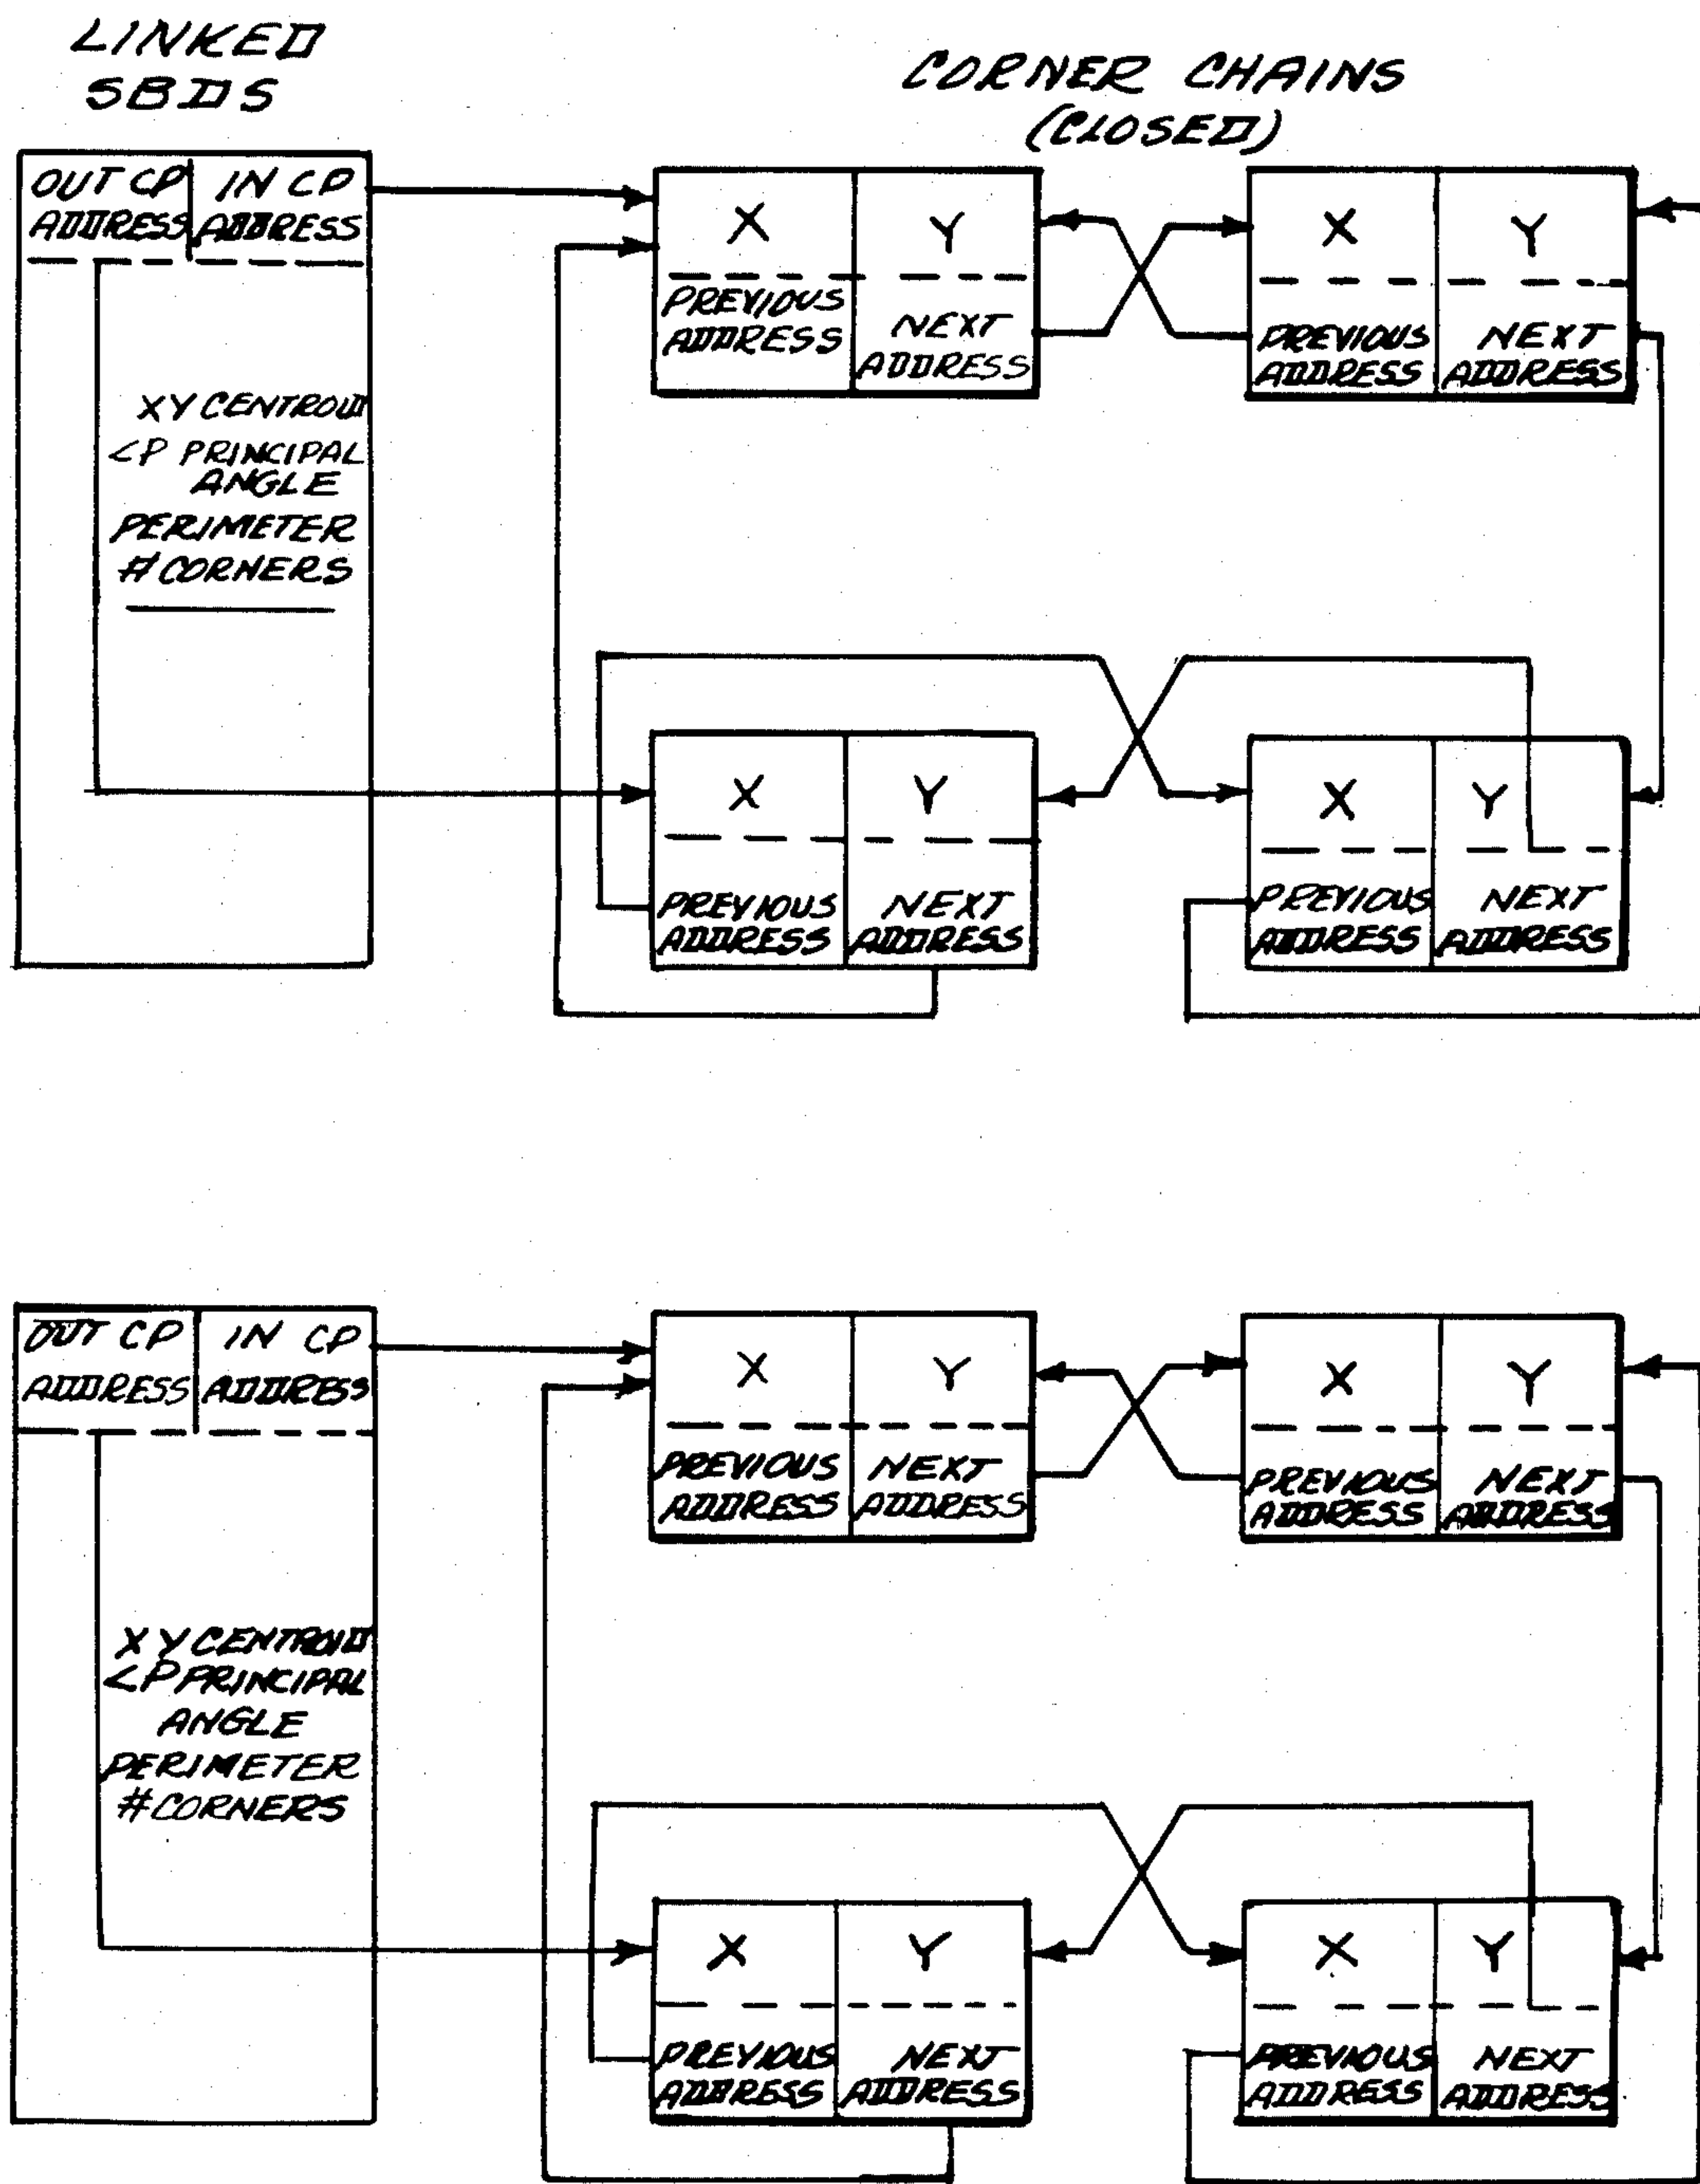 LINKED
SBDS
CORNER CHAINS
(CLOSED)
OUT CP
ADDRESS
IN CP
ADDRESS
XY CENTROID
<P PRINCIPAL
ANGLE
PERIMETER
#CORNERS
X
Y
PREVIOUS
ADDRESS
NEXT
ADDRESS
X
Y
PREVIOUS
ADDRESS
NEXT
ADDRESS
X
Y
PREVIOUS
ADDRESS
NEXT
ADDRESS
X
Y
PREVIOUS
ADDRESS
NEXT
ADDRESS
OUT CP
ADDRESS
IN CP
ADDRESS
XY CENTROID
<P PRINCIPAL
ANGLE
PERIMETER
#CORNERS
X
Y
PREVIOUS
ADDRESS
NEXT
ADDRESS
X
Y
PREVIOUS
ADDRESS
NEXT
ADDRESS
X
Y
PREVIOUS
ADDRESS
NEXT
ADDRESS
X
Y
PREVIOUS
ADDRESS
NEXT
ADDRESS